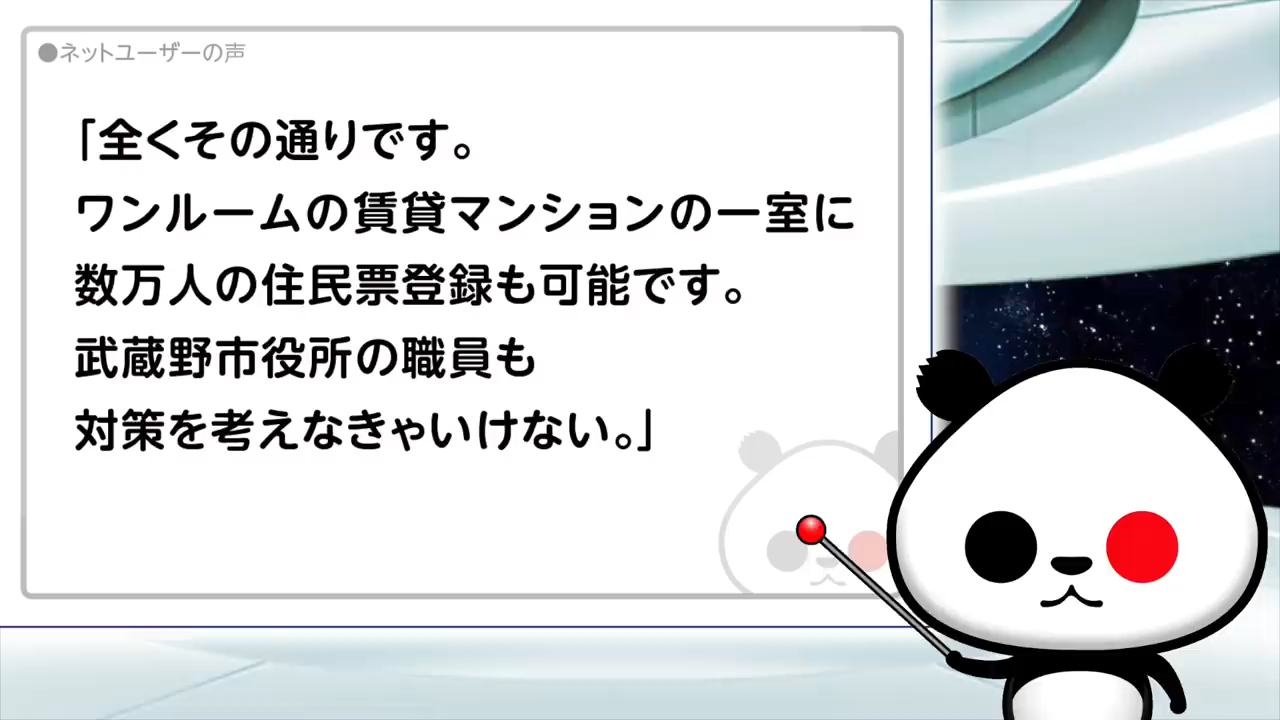 ●ネットユーザーの声
「全くその通りです。
ワンルームの賃貸マンションの一室に
数万人の住民票登録も可能です。
武蔵野市役所の職員も
対策を考えなきゃいけない。」